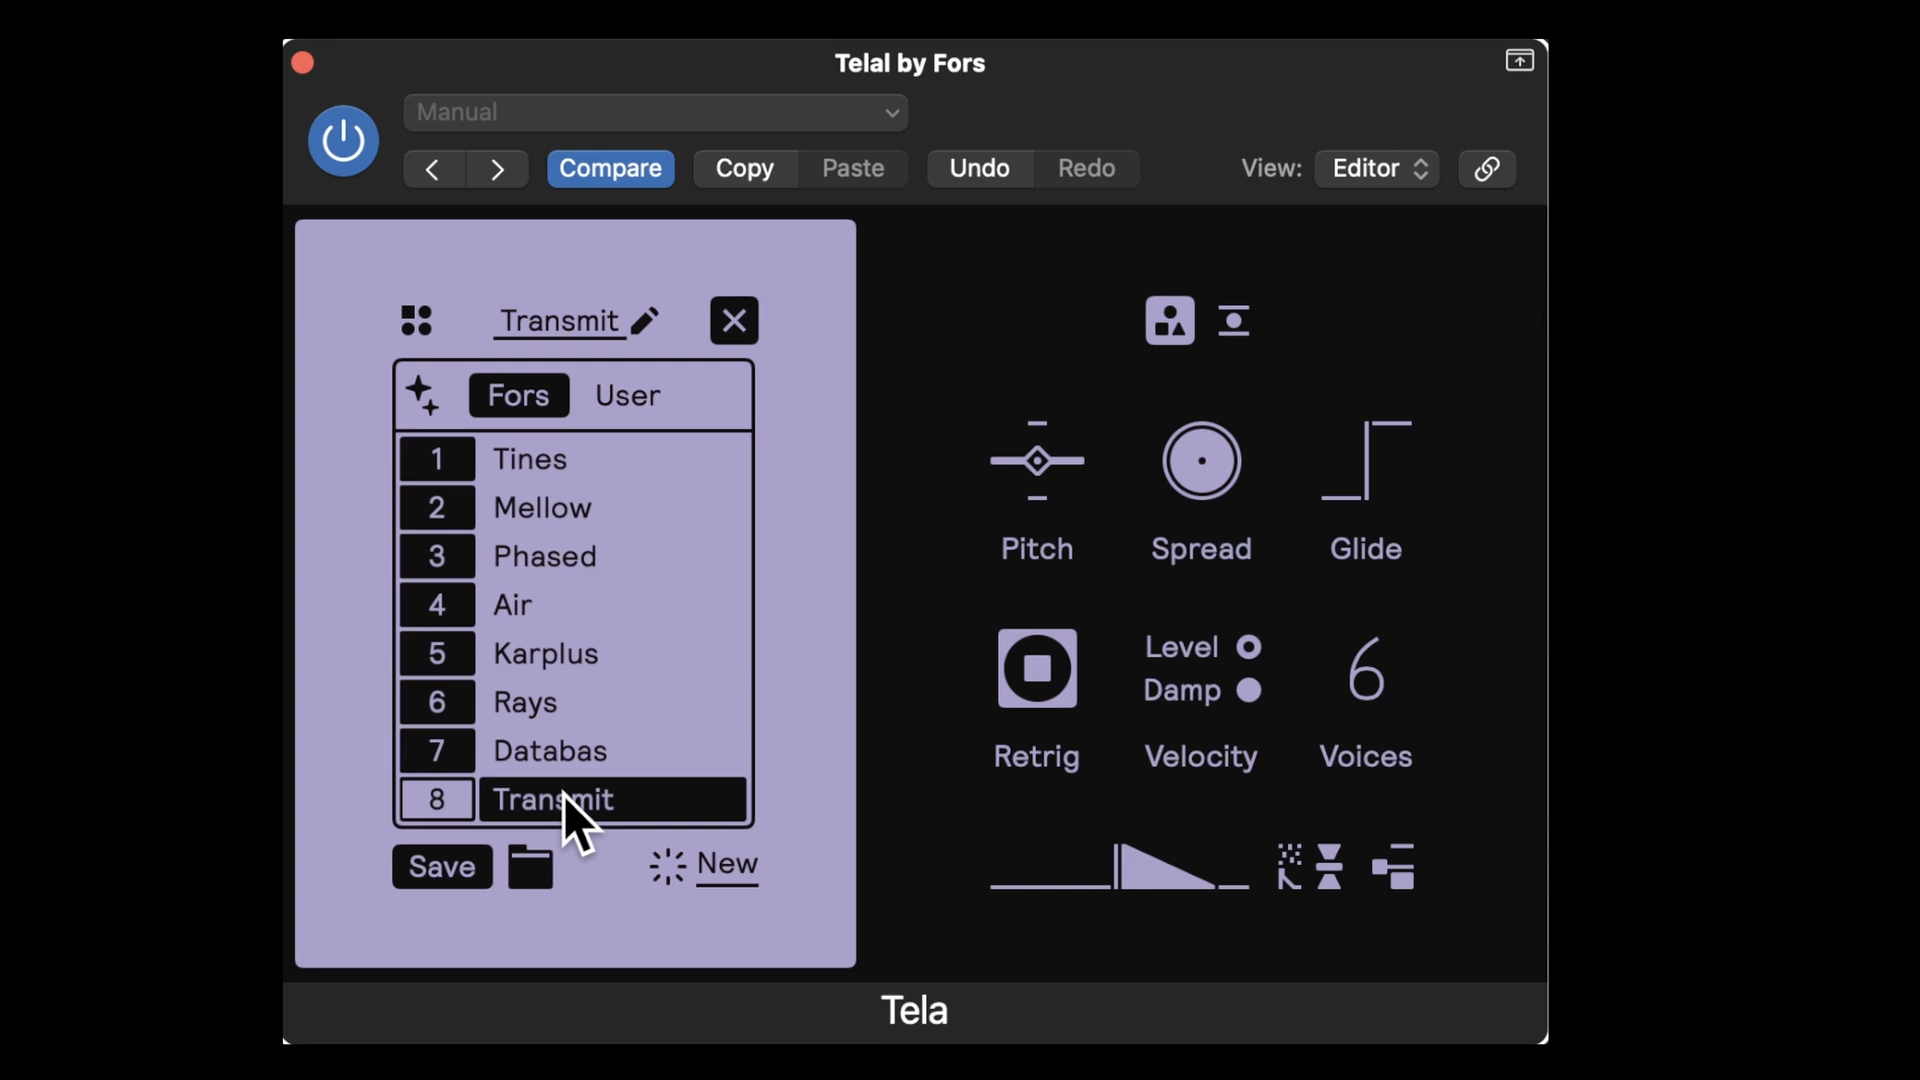 Telal by Fors
Manual
Compare Copy Paste Undo Redo View: Editor
Transmit
Fors User
1 Tines
2 Mellow
3 Phased
4 Air
5 Karplus
6 Rays
7 Databas
8 Transmit
Save New
Pitch Spread Glide
Level
Damp
6
Retrig Velocity Voices
Tela